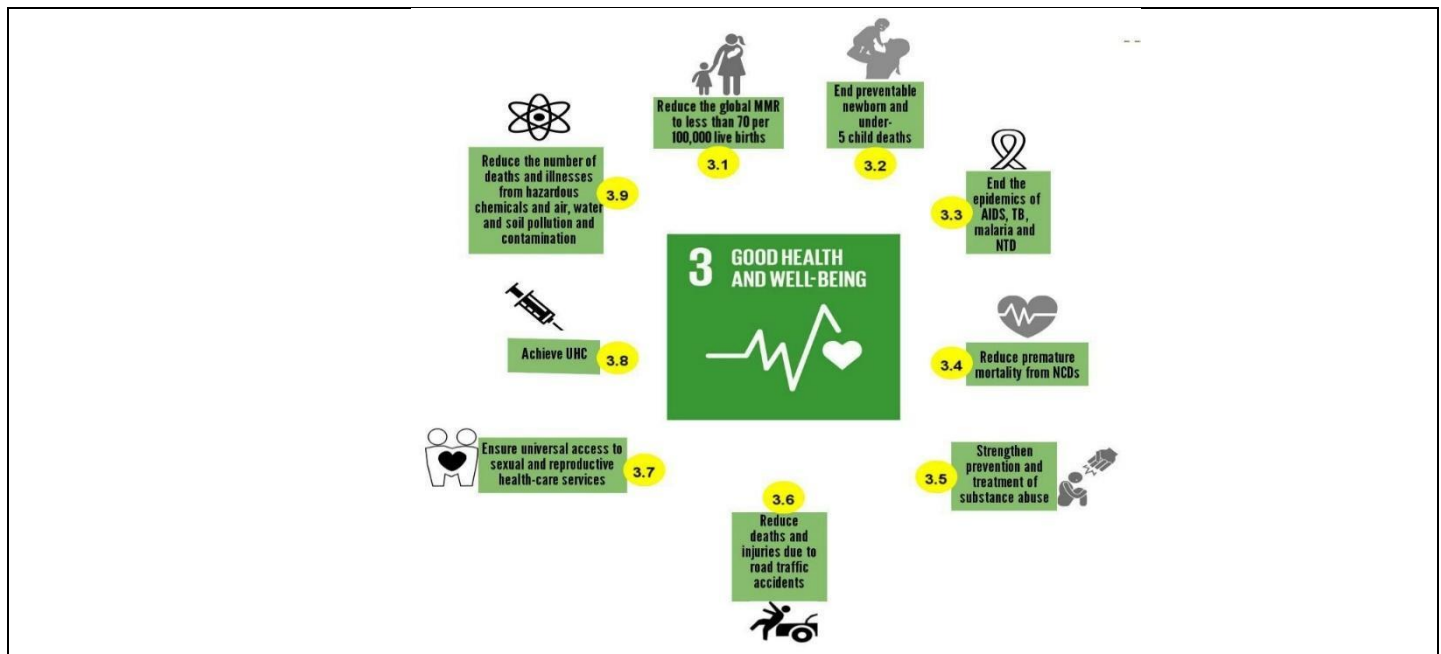 Reduce the global MMR
to less than 70 per
100,000 live births
3.1
End preventable
newborn and
under-
5 child deaths
3.2
End the
epidemics of
AIDS, TB,
malaria and
NTD
3.3
Reduce premature
mortality from NCDs
3.4
Strengthen
prevention and
treatment of
substance abuse
3.5
3.6
Reduce
deaths and
injuries due to
road traffic
accidents
Ensure universal access to
sexual and reproductive
health-care services
3.7
Achieve UHC
3.8
Reduce the number of
deaths and illnesses
from hazardous
chemicals and air, water
and soil pollution and
contamination
3.9
3 GOOD HEALTH
AND WELL-BEING